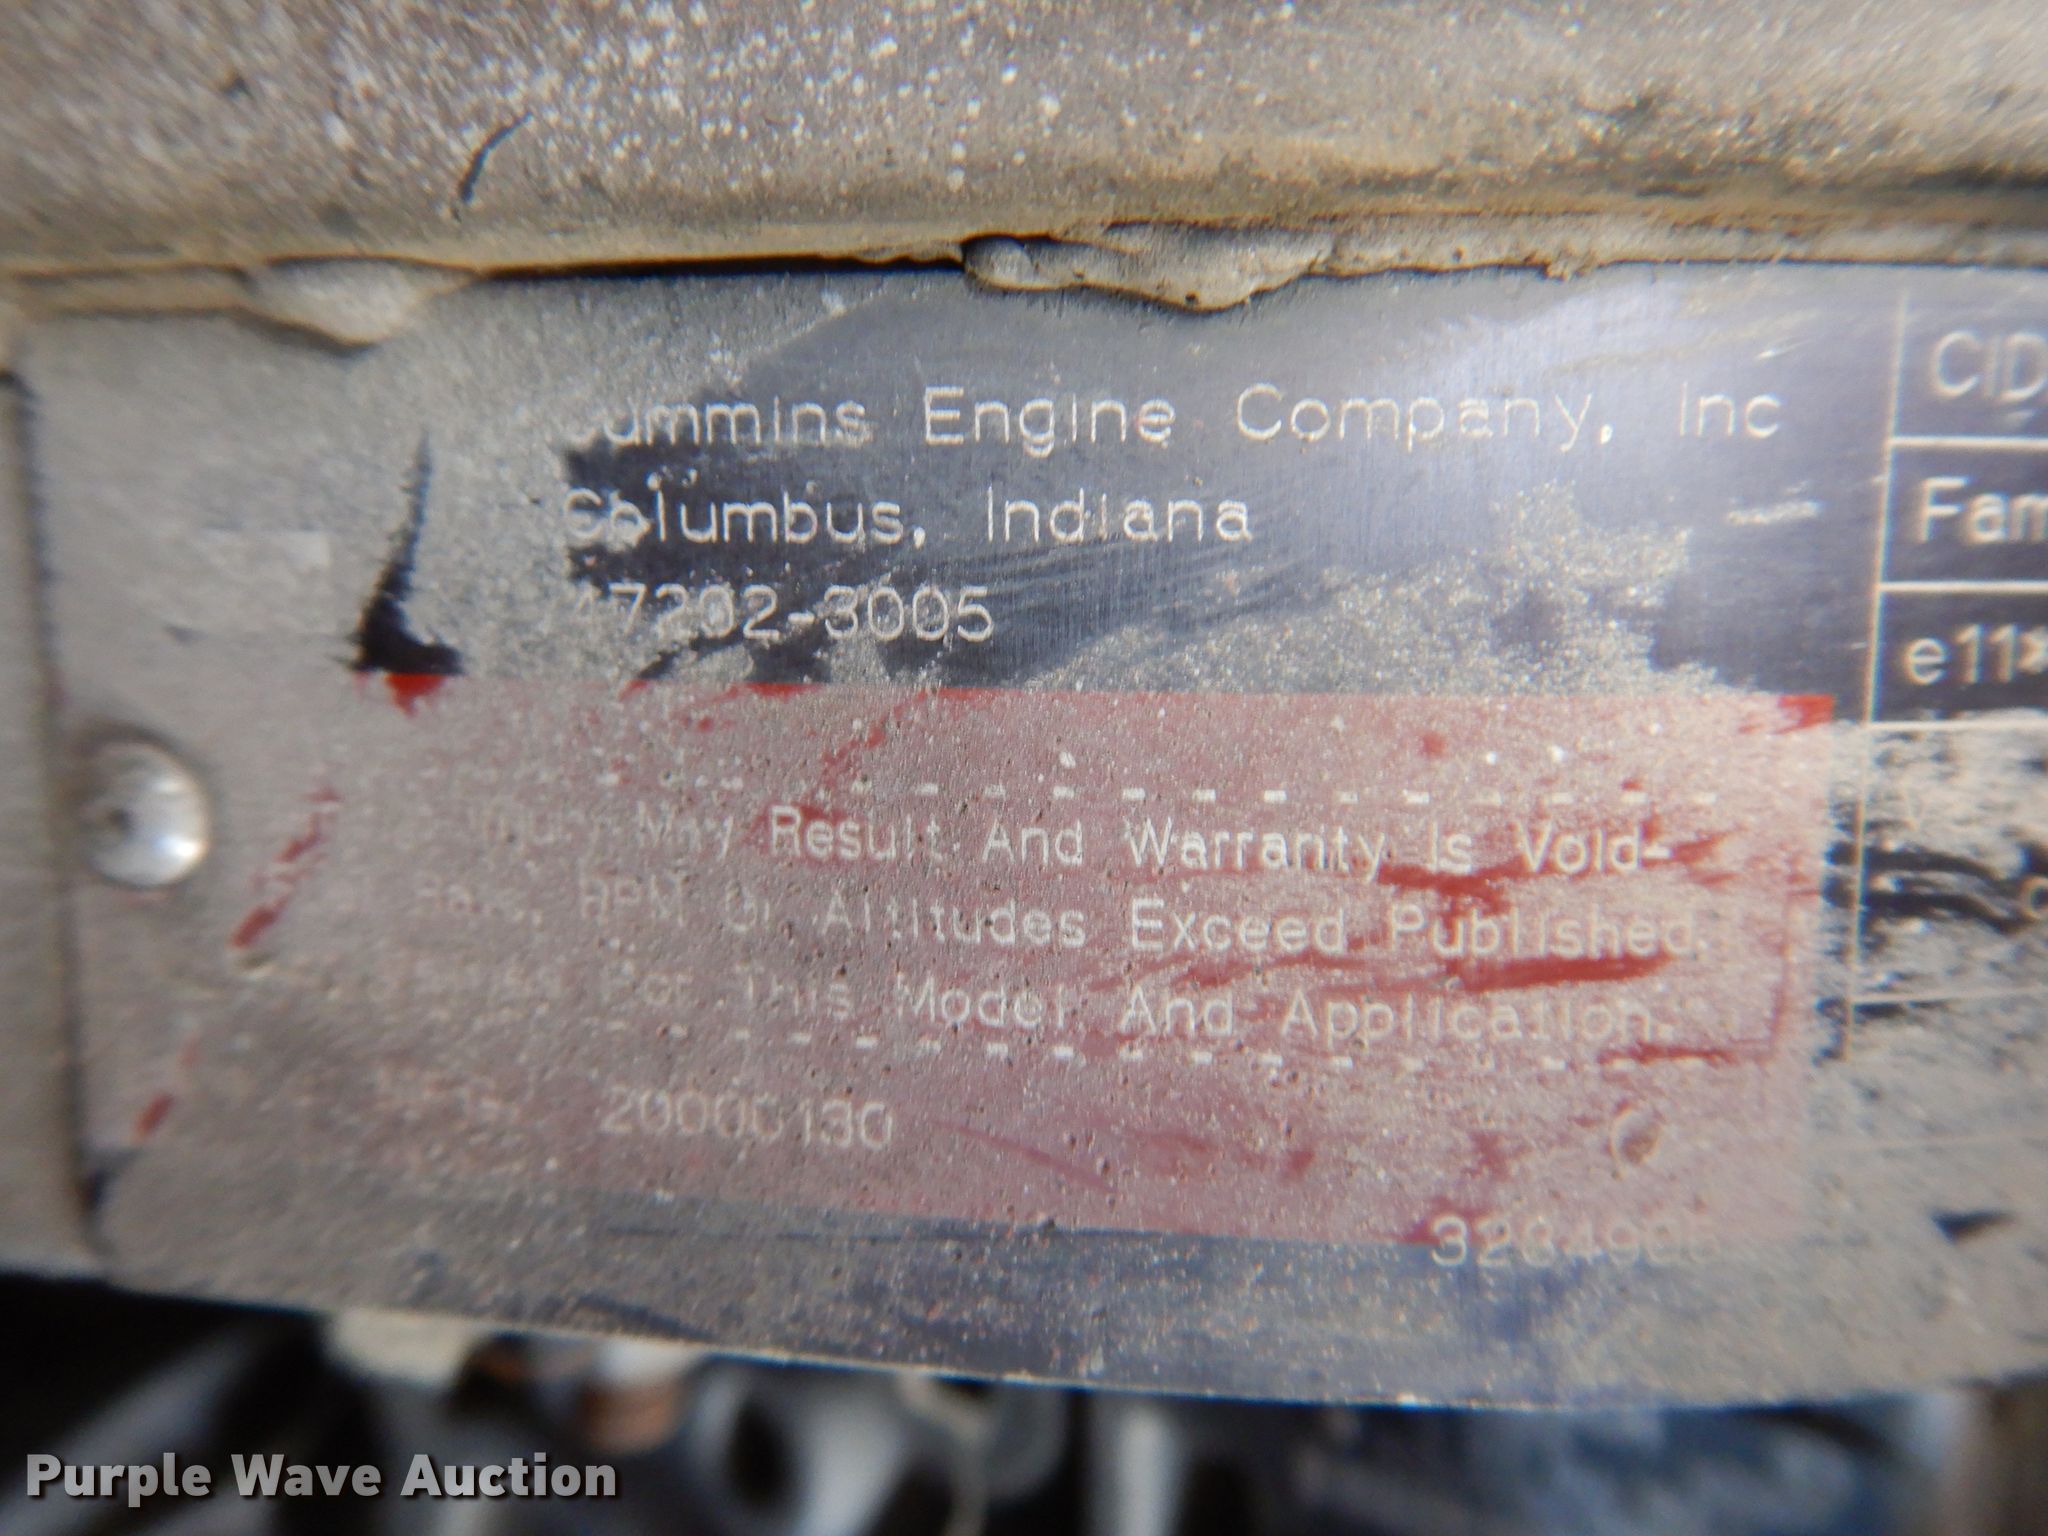 Cummins Engine Company, Inc
Columbus, Indiana
47202-3005
Injury May Result And Warranty Is Void
RPM Or Altitudes Exceed Published
For This Model And Application.
CID
Fam
e11*
Purple Wave Auction